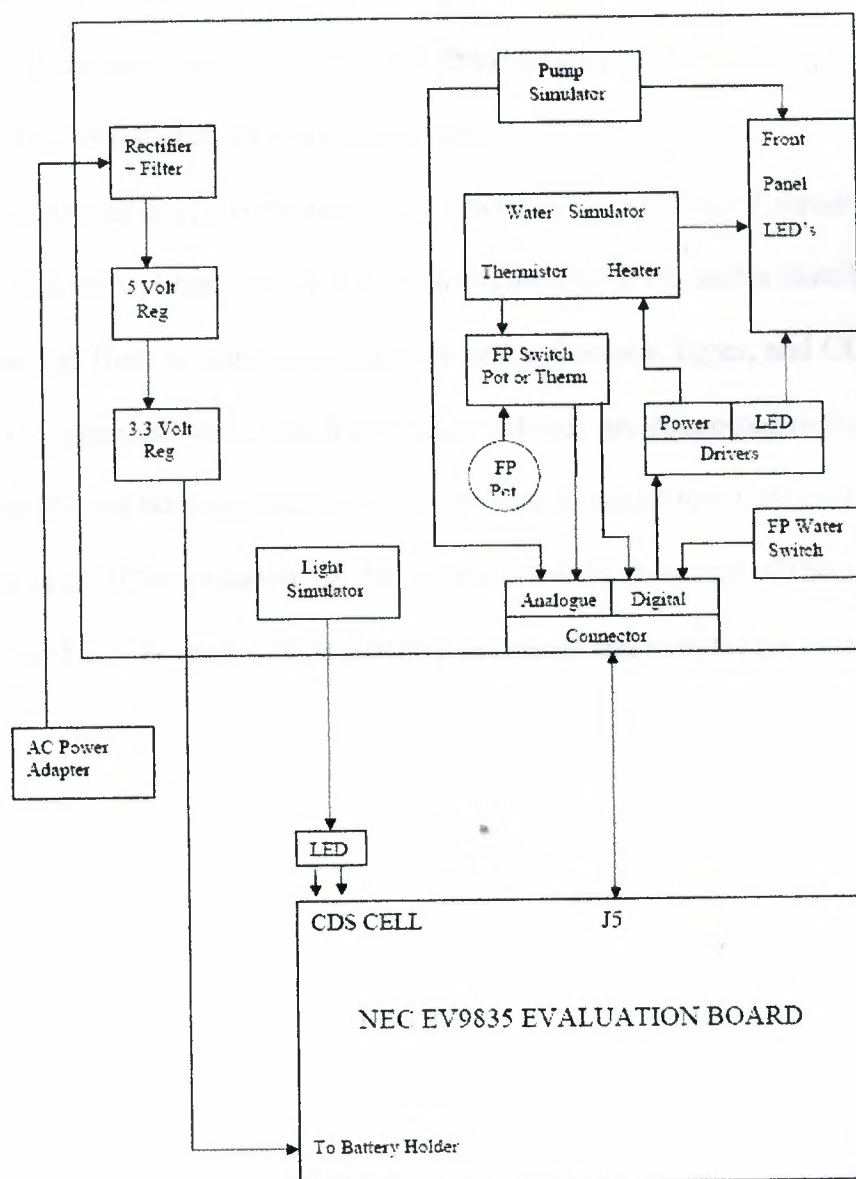 Pump
Simulator
Rectifier
– Filter
Front
Panel
LED's
Water Simulator
Thermister Heater
5 Volt
Reg
FP Switch
Pot or Therm
3.3 Volt
Reg
Power LED
Drivers
FP
Pot
FP Water
Switch
Light
Simulator
Analogue Digital
Connector
AC Power
Adapter
LED
CDS CELL J5
NEC EV9835 EVALUATION BOARD
To Battery Holder